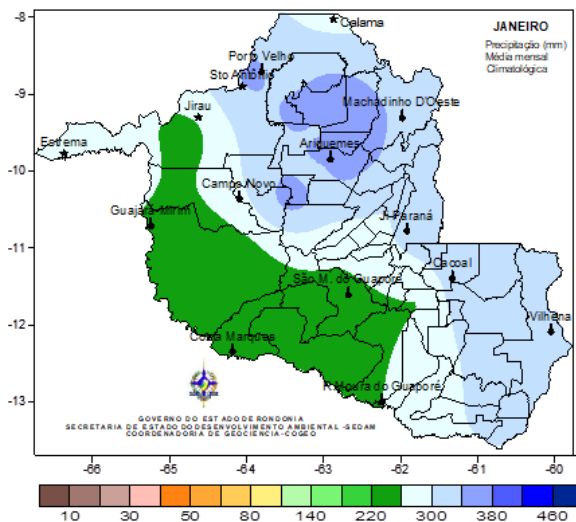 -8
-9
-10
-11
-12
-13
JANEIRO
Precipitação (mm)
Média mensal
Climatológica
Calama
Porto Velho
Sto Antônio
Machadinho D'Oeste
Jirau
Estrema
Ariquemes
Campo Novo
Guajará-Mirim
Ji-Paraná
Cacoal
São M. do Guaporé
Vilhena
Costa Marques
R.Moura do Guaporé
GOVERNO DO ESTADO DE RONDONIA
SECRETARIA DE ESTADO DO DESENVOLVIMENTO AMBIENTAL -SEDAM
COORDENADORIA DE GEOCIENCIA-COGEO
-66 -65 -64 -63 -62 -61 -60
10 30 50 80 140 220 300 380 460